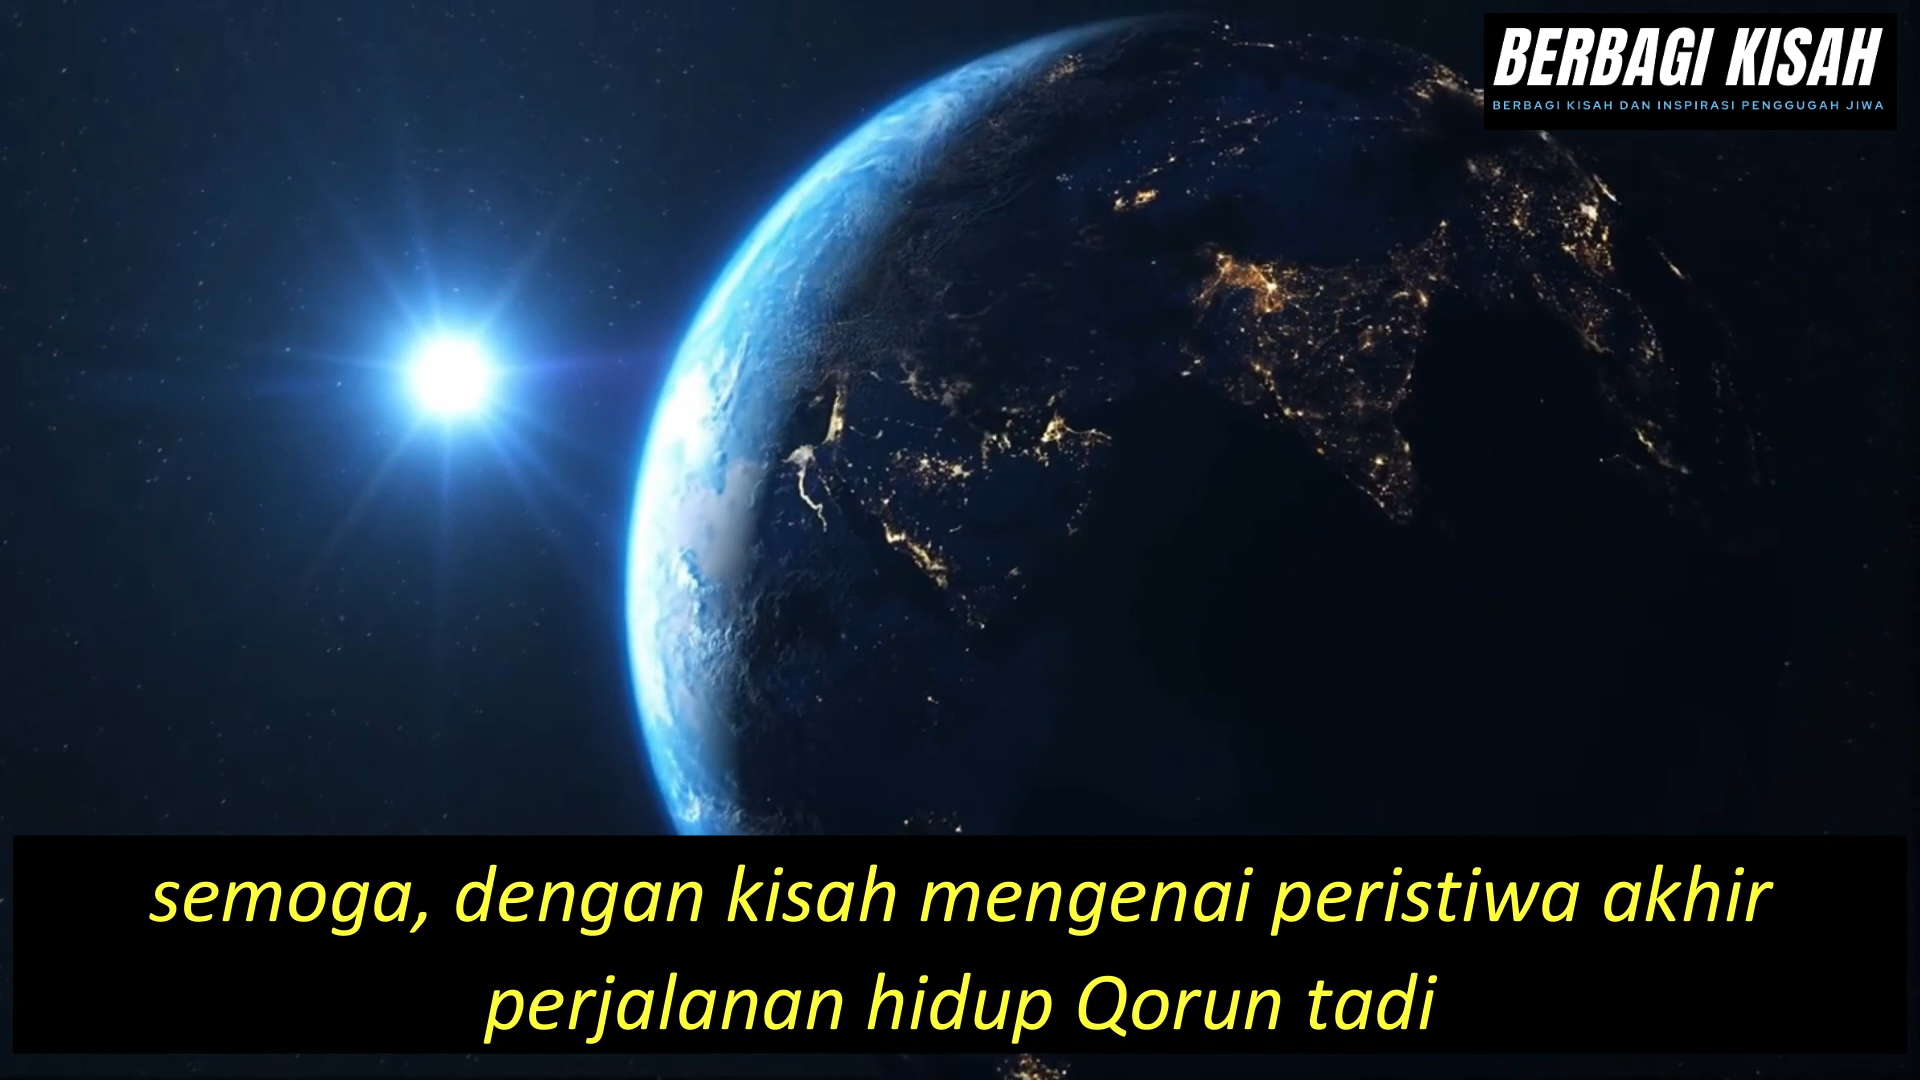 BERBAGI KISAH
BERBAGI KISAH DAN INSPIRASI PENGGUGAH JIWA
semoga, dengan kisah mengenai peristiwa akhir
perjalanan hidup Qorun tadi